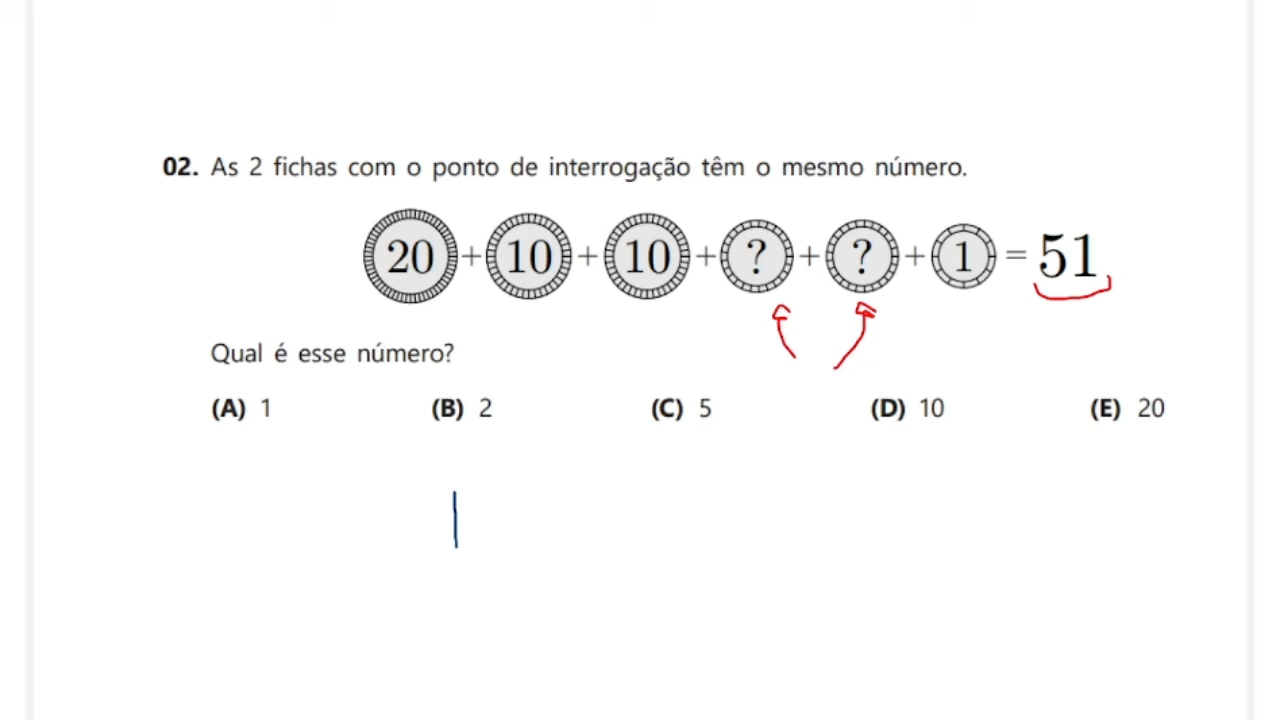 02. As 2 fichas com o ponto de interrogação têm o mesmo número.
20 + 10 + 10 + ? + ? + 1 = 51
Qual é esse número?
(A) 1 (B) 2 (C) 5 (D) 10 (E) 20